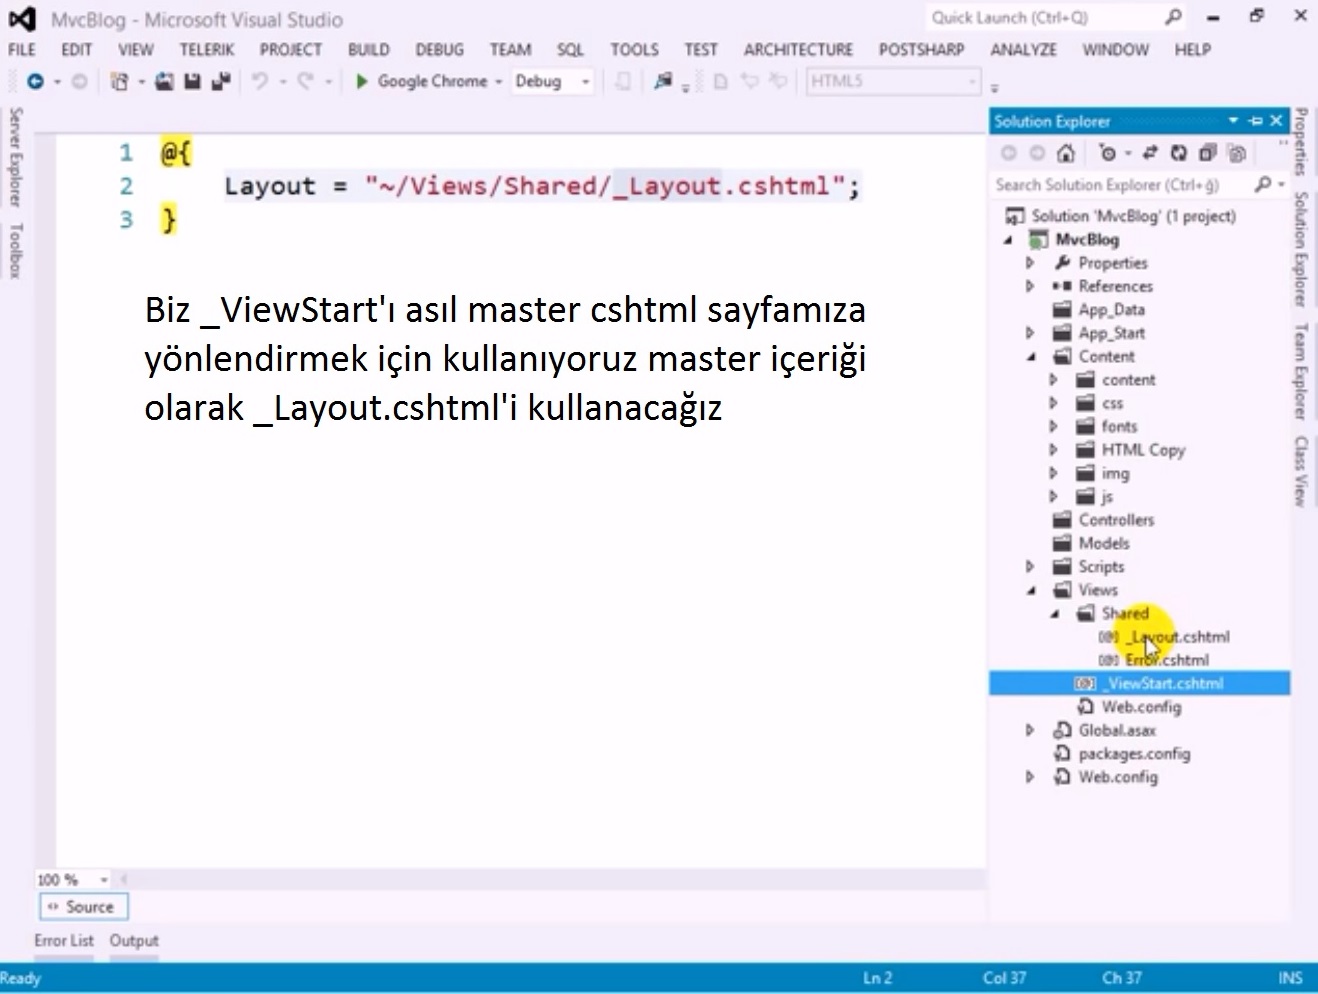 MvcBlog - Microsoft Visual Studio
Quick Launch (Ctrl+Q)
FILE EDIT VIEW TELERIK PROJECT BUILD DEBUG TEAM SQL TOOLS TEST ARCHITECTURE POSTSHARP ANALYZE WINDOW HELP
Google Chrome Debug HTML5
Server Explorer
Toolbox
1 @{
2 Layout = "~/Views/Shared/_Layout.cshtml";
3 }
Biz _ViewStart'ı asıl master cshtml sayfamıza
yönlendirmek için kullanıyoruz master içeriği
olarak _Layout.cshtml'i kullanacağız
Solution Explorer
Search Solution Explorer (Ctrl+ğ)
Solution 'MvcBlog' (1 project)
MvcBlog
Properties
References
App_Data
App_Start
Content
content
css
fonts
HTML Copy
img
js
Controllers
Models
Scripts
Views
Shared
_Layout.cshtml
Error.cshtml
_ViewStart.cshtml
Web.config
Global.asax
packages.config
Web.config
Properties
Solution Explorer
Team Explorer
Class View
100 %
Source
Error List Output
Ready Ln 2 Col 37 Ch 37 INS